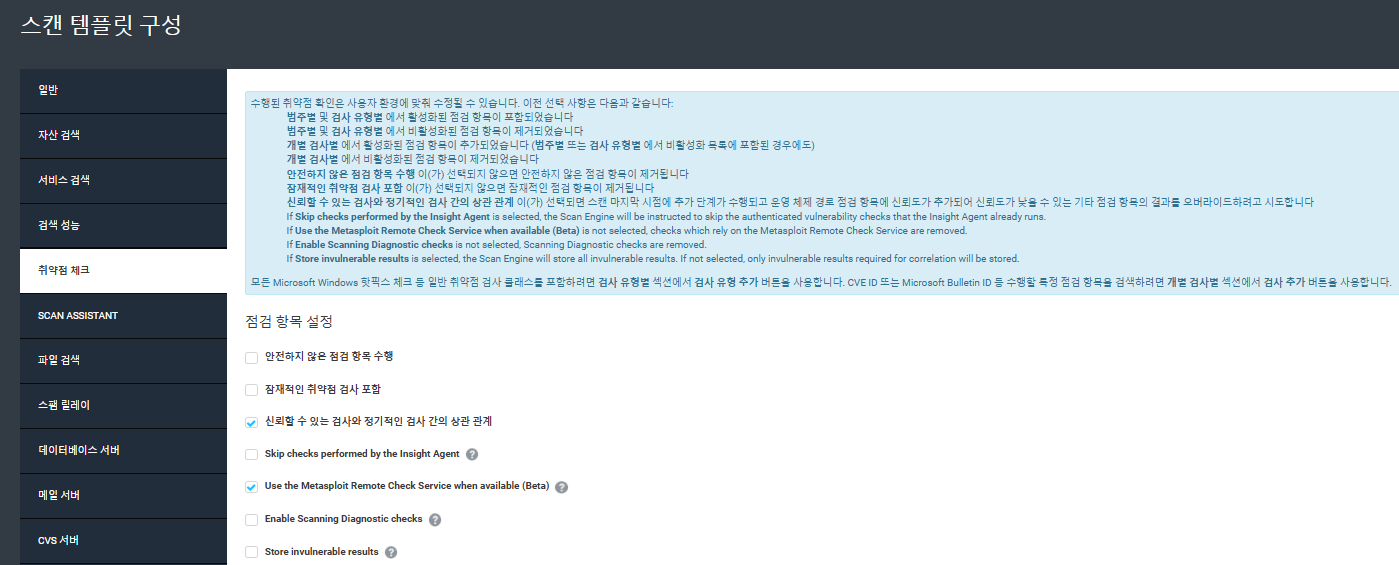 스캔 템플릿 구성
일반
자산 검색
서비스 검색
검색 성능
취약점 체크
SCAN ASSISTANT
파일 검색
스팸 릴레이
데이터베이스 서버
메일 서버
CVS 서버
수행된 취약점 확인은 사용자 환경에 맞춰 수정될 수 있습니다. 이전 선택 사항은 다음과 같습니다:
범주별 및 검사 유형별 에서 활성화된 점검 항목이 포함되었습니다
범주별 및 검사 유형별 에서 비활성화된 점검 항목이 제거되었습니다
개별 검사별 에서 활성화된 점검 항목이 추가되었습니다 (범주별 또는 검사 유형별 에서 비활성화 목록에 포함된 경우에도)
개별 검사별 에서 비활성화된 점검 항목이 제거되었습니다
안전하지 않은 점검 항목 수행 이(가) 선택되지 않으면 안전하지 않은 점검 항목이 제거됩니다
잠재적인 취약점 검사 포함 이(가) 선택되지 않으면 잠재적인 점검 항목이 제거됩니다
신뢰할 수 있는 검사와 정기적인 검사 간의 상관 관계 이(가) 선택되면 스캔 마지막 시점에 추가 단계가 수행되고 운영 체제 경로 점검 항목에 신뢰도가 추가되어 신뢰도가 낮을 수 있는 기타 점검 항목의 결과를 오버라이드하려고 시도합니다
If Skip checks performed by the Insight Agent is selected, the Scan Engine will be instructed to skip the authenticated vulnerability checks that the Insight Agent already runs.
If Use the Metasploit Remote Check Service when available (Beta) is not selected, checks which rely on the Metasploit Remote Check Service are removed.
If Enable Scanning Diagnostic checks is not selected, Scanning Diagnostic checks are removed.
If Store invulnerable results is selected, the Scan Engine will store all invulnerable results. If not selected, only invulnerable results required for correlation will be stored.
모든 Microsoft Windows 핫픽스 체크 등 일반 취약점 검사 클래스를 포함하려면 검사 유형별 섹션에서 검사 유형 추가 버튼을 사용합니다. CVE ID 또는 Microsoft Bulletin ID 등 수행할 특정 점검 항목을 검색하려면 개별 검사별 섹션에서 검사 추가 버튼을 사용합니다.
점검 항목 설정
안전하지 않은 점검 항목 수행
잠재적인 취약점 검사 포함
신뢰할 수 있는 검사와 정기적인 검사 간의 상관 관계
Skip checks performed by the Insight Agent ?
Use the Metasploit Remote Check Service when available (Beta) ?
Enable Scanning Diagnostic checks ?
Store invulnerable results ?